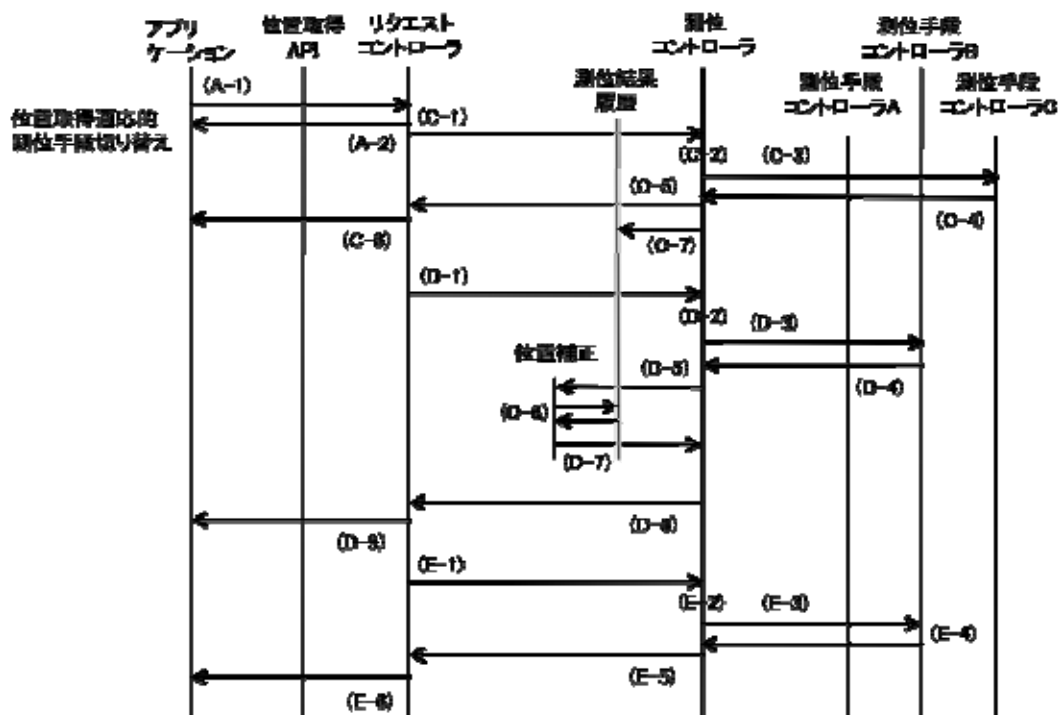 アプリ
ケーション
位置取得
API
リクエスト
コントローラ
測位
コントローラ
測位手段
コントローラB
測位結果
履歴
測位手段
コントローラA
測位手段
コントローラC
(A-1)
位置取得適応的
測位手段切り替え
(C-1)
(A-2)
(C-2)
(C-3)
(C-5)
(C-4)
(C-6)
(C-7)
(D-1)
(D-2)
(D-3)
位置補正
(D-5)
(D-4)
(D-6)
(D-7)
(D-8)
(D-9)
(E-1)
(E-2)
(E-3)
(E-4)
(E-5)
(E-6)